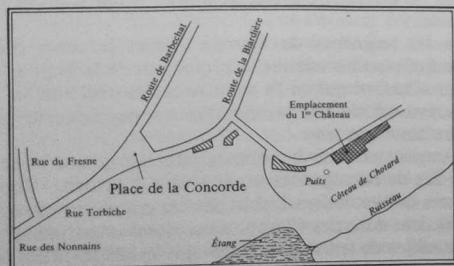 Route de Barbechat
Route de la Blardière
Emplacement
du 1er Château
Rue du Fresne
Place de la Concorde
Puits
Côteau de Chotard
Ruisseau
Rue Torbiche
Rue des Nonnains
Étang